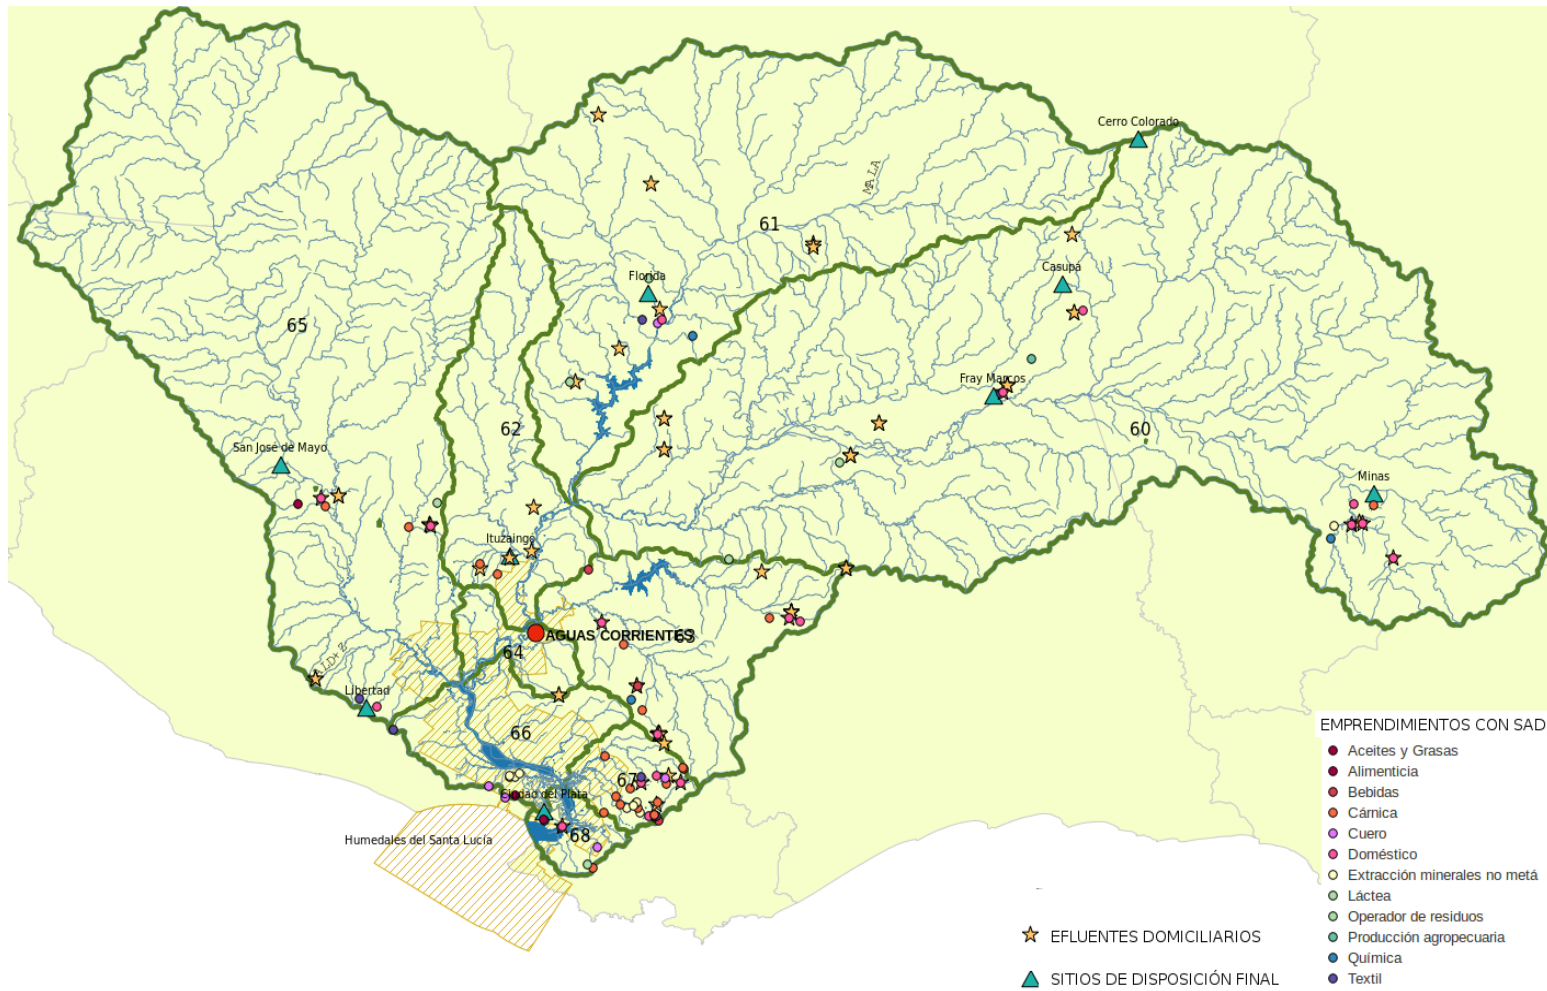 Cerro Colorado
61
Casupá
Florida
65
Fray Marcos
62
60
San José de Mayo
Minas
Ituzaingó
AGUAS CORRIENTES
63
64
Libertad
66
67
Ciudad del Plata
68
Humedales del Santa Lucía
EMPRENDIMIENTOS CON SAD
Aceites y Grasas
Alimenticia
Bebidas
Cárnica
Cuero
Doméstico
Extracción minerales no metá
Láctea
Operador de residuos
Producción agropecuaria
Química
Textil
EFLUENTES DOMICILIARIOS
SITIOS DE DISPOSICIÓN FINAL